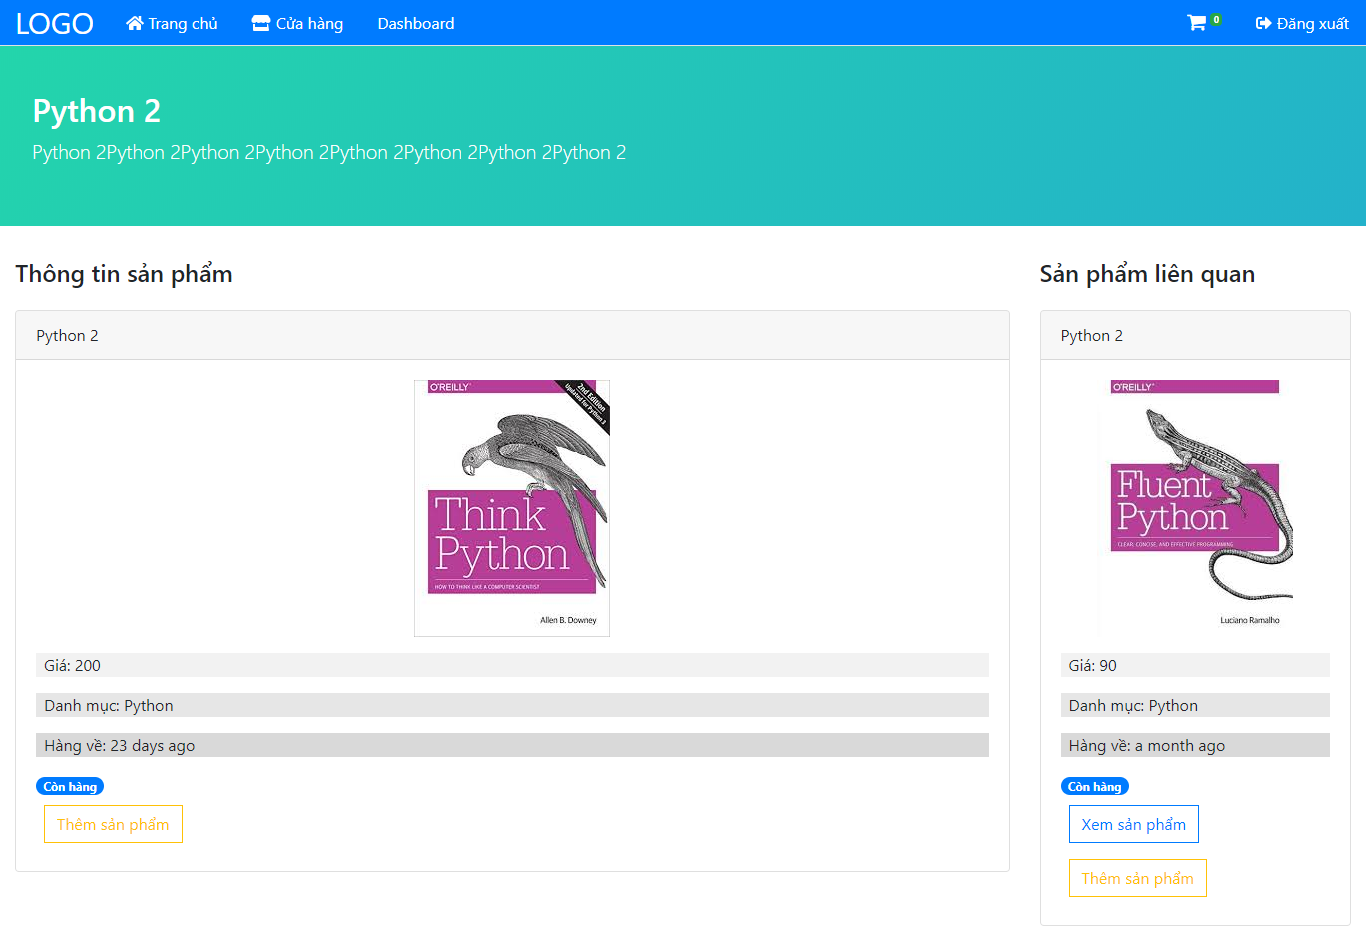 LOGO Trang chủ Cửa hàng Dashboard 0 Đăng xuất
Python 2
Python 2Python 2Python 2Python 2Python 2Python 2Python 2Python 2
Thông tin sản phẩm
Python 2
O'REILLY
2nd Edition
Updated for Python 3
Think
Python
HOW TO THINK LIKE A COMPUTER SCIENTIST
Allen B. Downey
Giá: 200
Danh mục: Python
Hàng về: 23 days ago
Còn hàng
Thêm sản phẩm
Sản phẩm liên quan
Python 2
O'REILLY
Fluent
Python
CLEAR, CONCISE, AND EFFECTIVE PROGRAMMING
Luciano Ramalho
Giá: 90
Danh mục: Python
Hàng về: a month ago
Còn hàng
Xem sản phẩm
Thêm sản phẩm